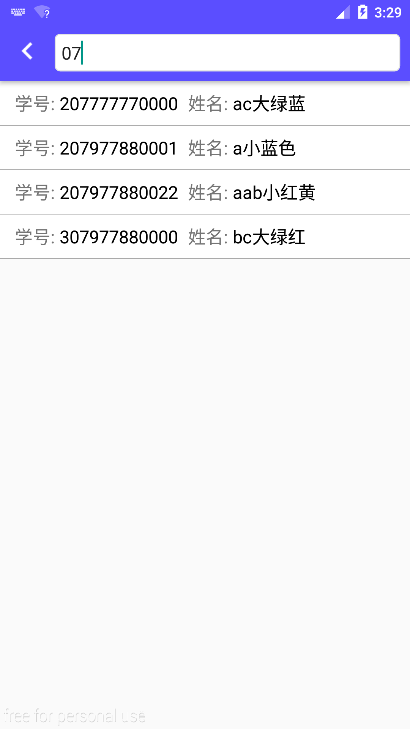 3:29
07
学号: 207777770000 姓名: ac大绿蓝
学号: 207977880001 姓名: a小蓝色
学号: 207977880022 姓名: aab小红黄
学号: 307977880000 姓名: bc大绿红
free for personal use